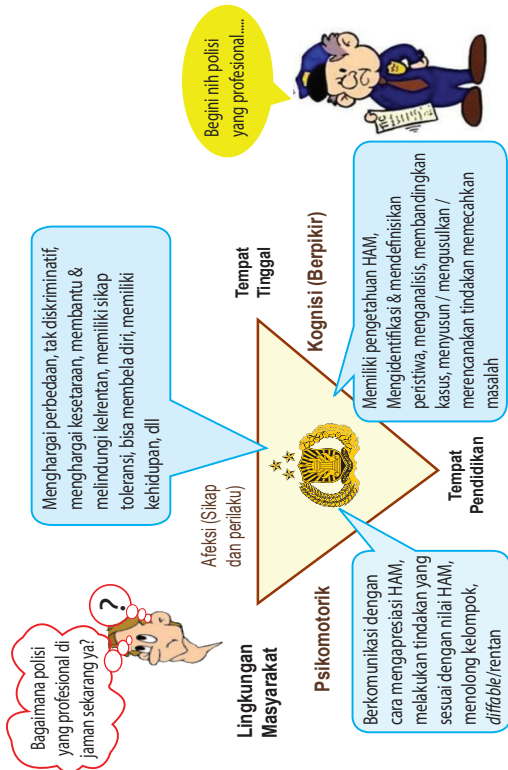 Bagaimana polisi
yang profesional di
jaman sekarang ya?
?
Menghargai perbedaan, tak diskriminatif,
menghargai kesetaraan, membantu &
melindungi kelrentan, memiliki sikap
toleransi, bisa membela diri, memiliki
kehidupan, dll
Begini nih polisi
yang profesional.....
Lingkungan
Masyarakat
Afeksi (Sikap
dan perilaku)
Tempat
Tinggal
Psikomotorik
Kognisi (Berpikir)
Berkomunikasi dengan
cara mengapresiasi HAM,
melakukan tindakan yang
sesuai dengan nilai HAM,
menolong kelompok,
diffable/rentan
Tempat
Pendidikan
Memiliki pengetahuan HAM,
Mengidentifikasi & mendefinisikan
peristiwa, menganalisis, membandingkan
kasus, menyusun / mengusulkan /
merencanakan tindakan memecahkan
masalah